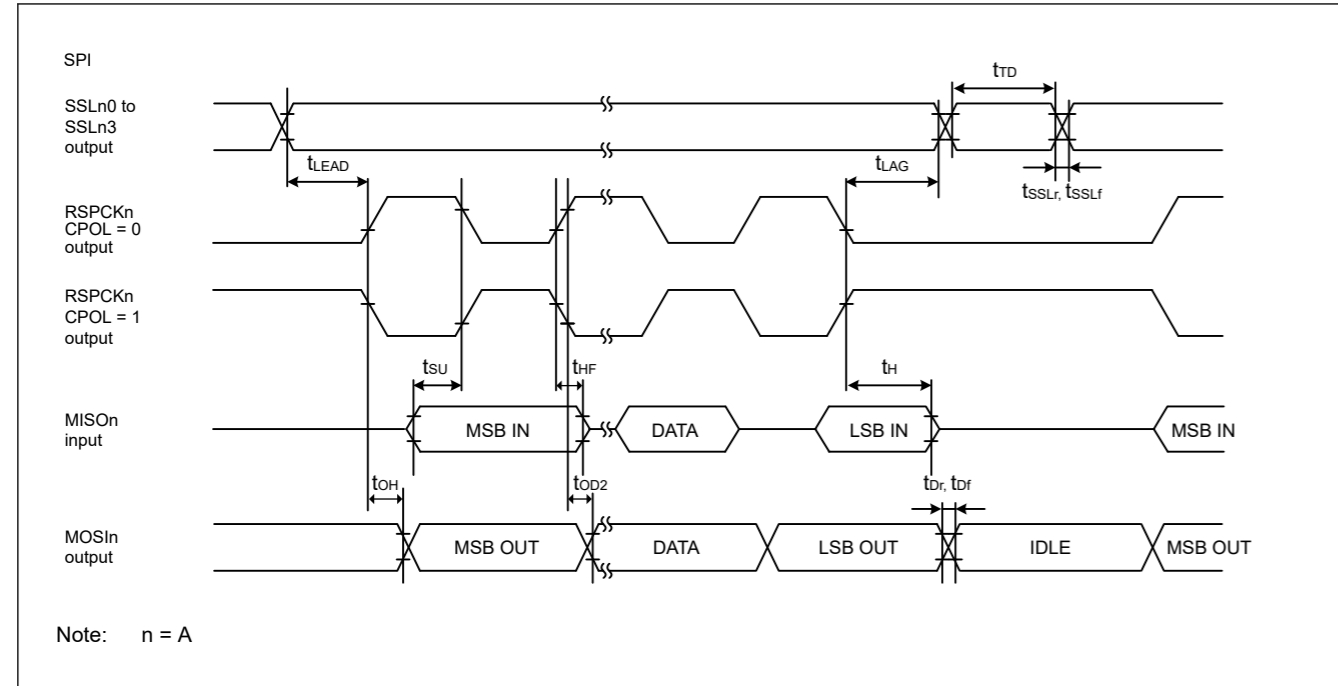 SPI
tTD
SSLn0 to
SSLn3
output
tLEAD
tLAG
tSSLr, tSSLf
RSPCKn
CPOL = 0
output
RSPCKn
CPOL = 1
output
tSU
tHF
tH
MISOn
input
MSB IN
DATA
LSB IN
MSB IN
tOH
tOD2
tDr, tDf
MOSIn
output
MSB OUT
DATA
LSB OUT
IDLE
MSB OUT
Note: n = A